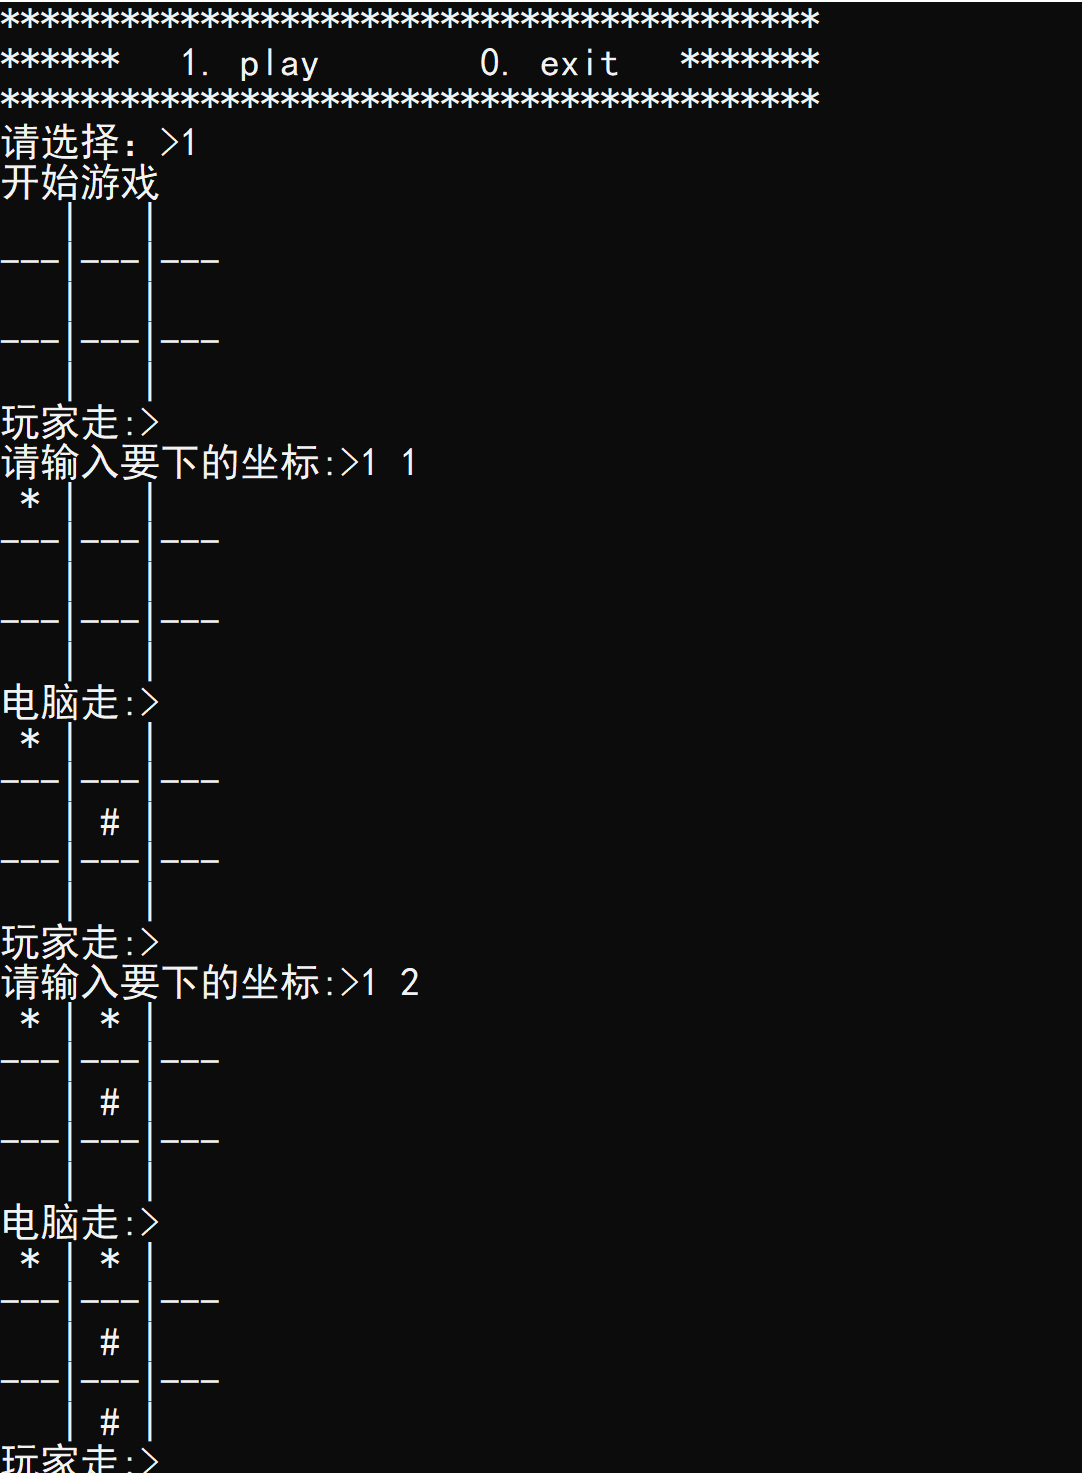 *****************************************
******   1. play        0. exit   *******
*****************************************
请选择：>1
开始游戏
   |   |
---|---|---
   |   |
---|---|---
   |   |
玩家走:>
请输入要下的坐标:>1 1
 * |   |
---|---|---
   |   |
---|---|---
   |   |
电脑走:>
 * |   |
---|---|---
   | # |
---|---|---
   |   |
玩家走:>
请输入要下的坐标:>1 2
 * | * |
---|---|---
   | # |
---|---|---
   |   |
电脑走:>
 * | * |
---|---|---
   | # |
---|---|---
   | # |
玩家走:>